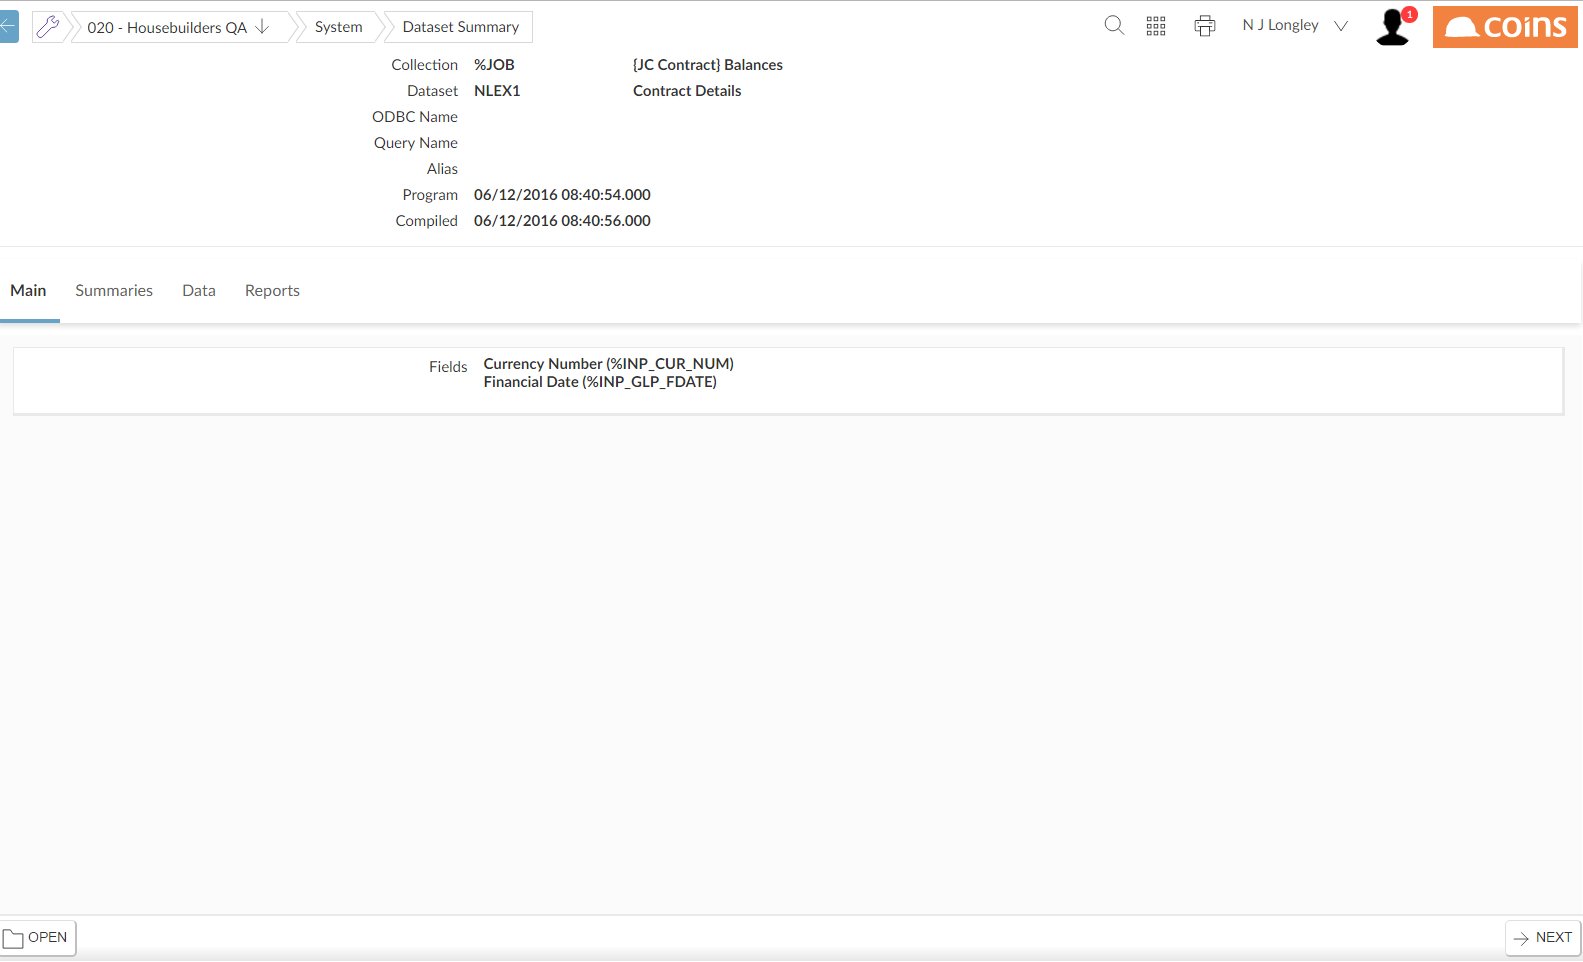 020 - Housebuilders QA
System
Dataset Summary
N J Longley
1
coins
Collection %JOB {JC Contract} Balances
Dataset NLEX1 Contract Details
ODBC Name
Query Name
Alias
Program 06/12/2016 08:40:54.000
Compiled 06/12/2016 08:40:56.000
Main Summaries Data Reports
Fields Currency Number (%INP_CUR_NUM)
Financial Date (%INP_GLP_FDATE)
OPEN
NEXT